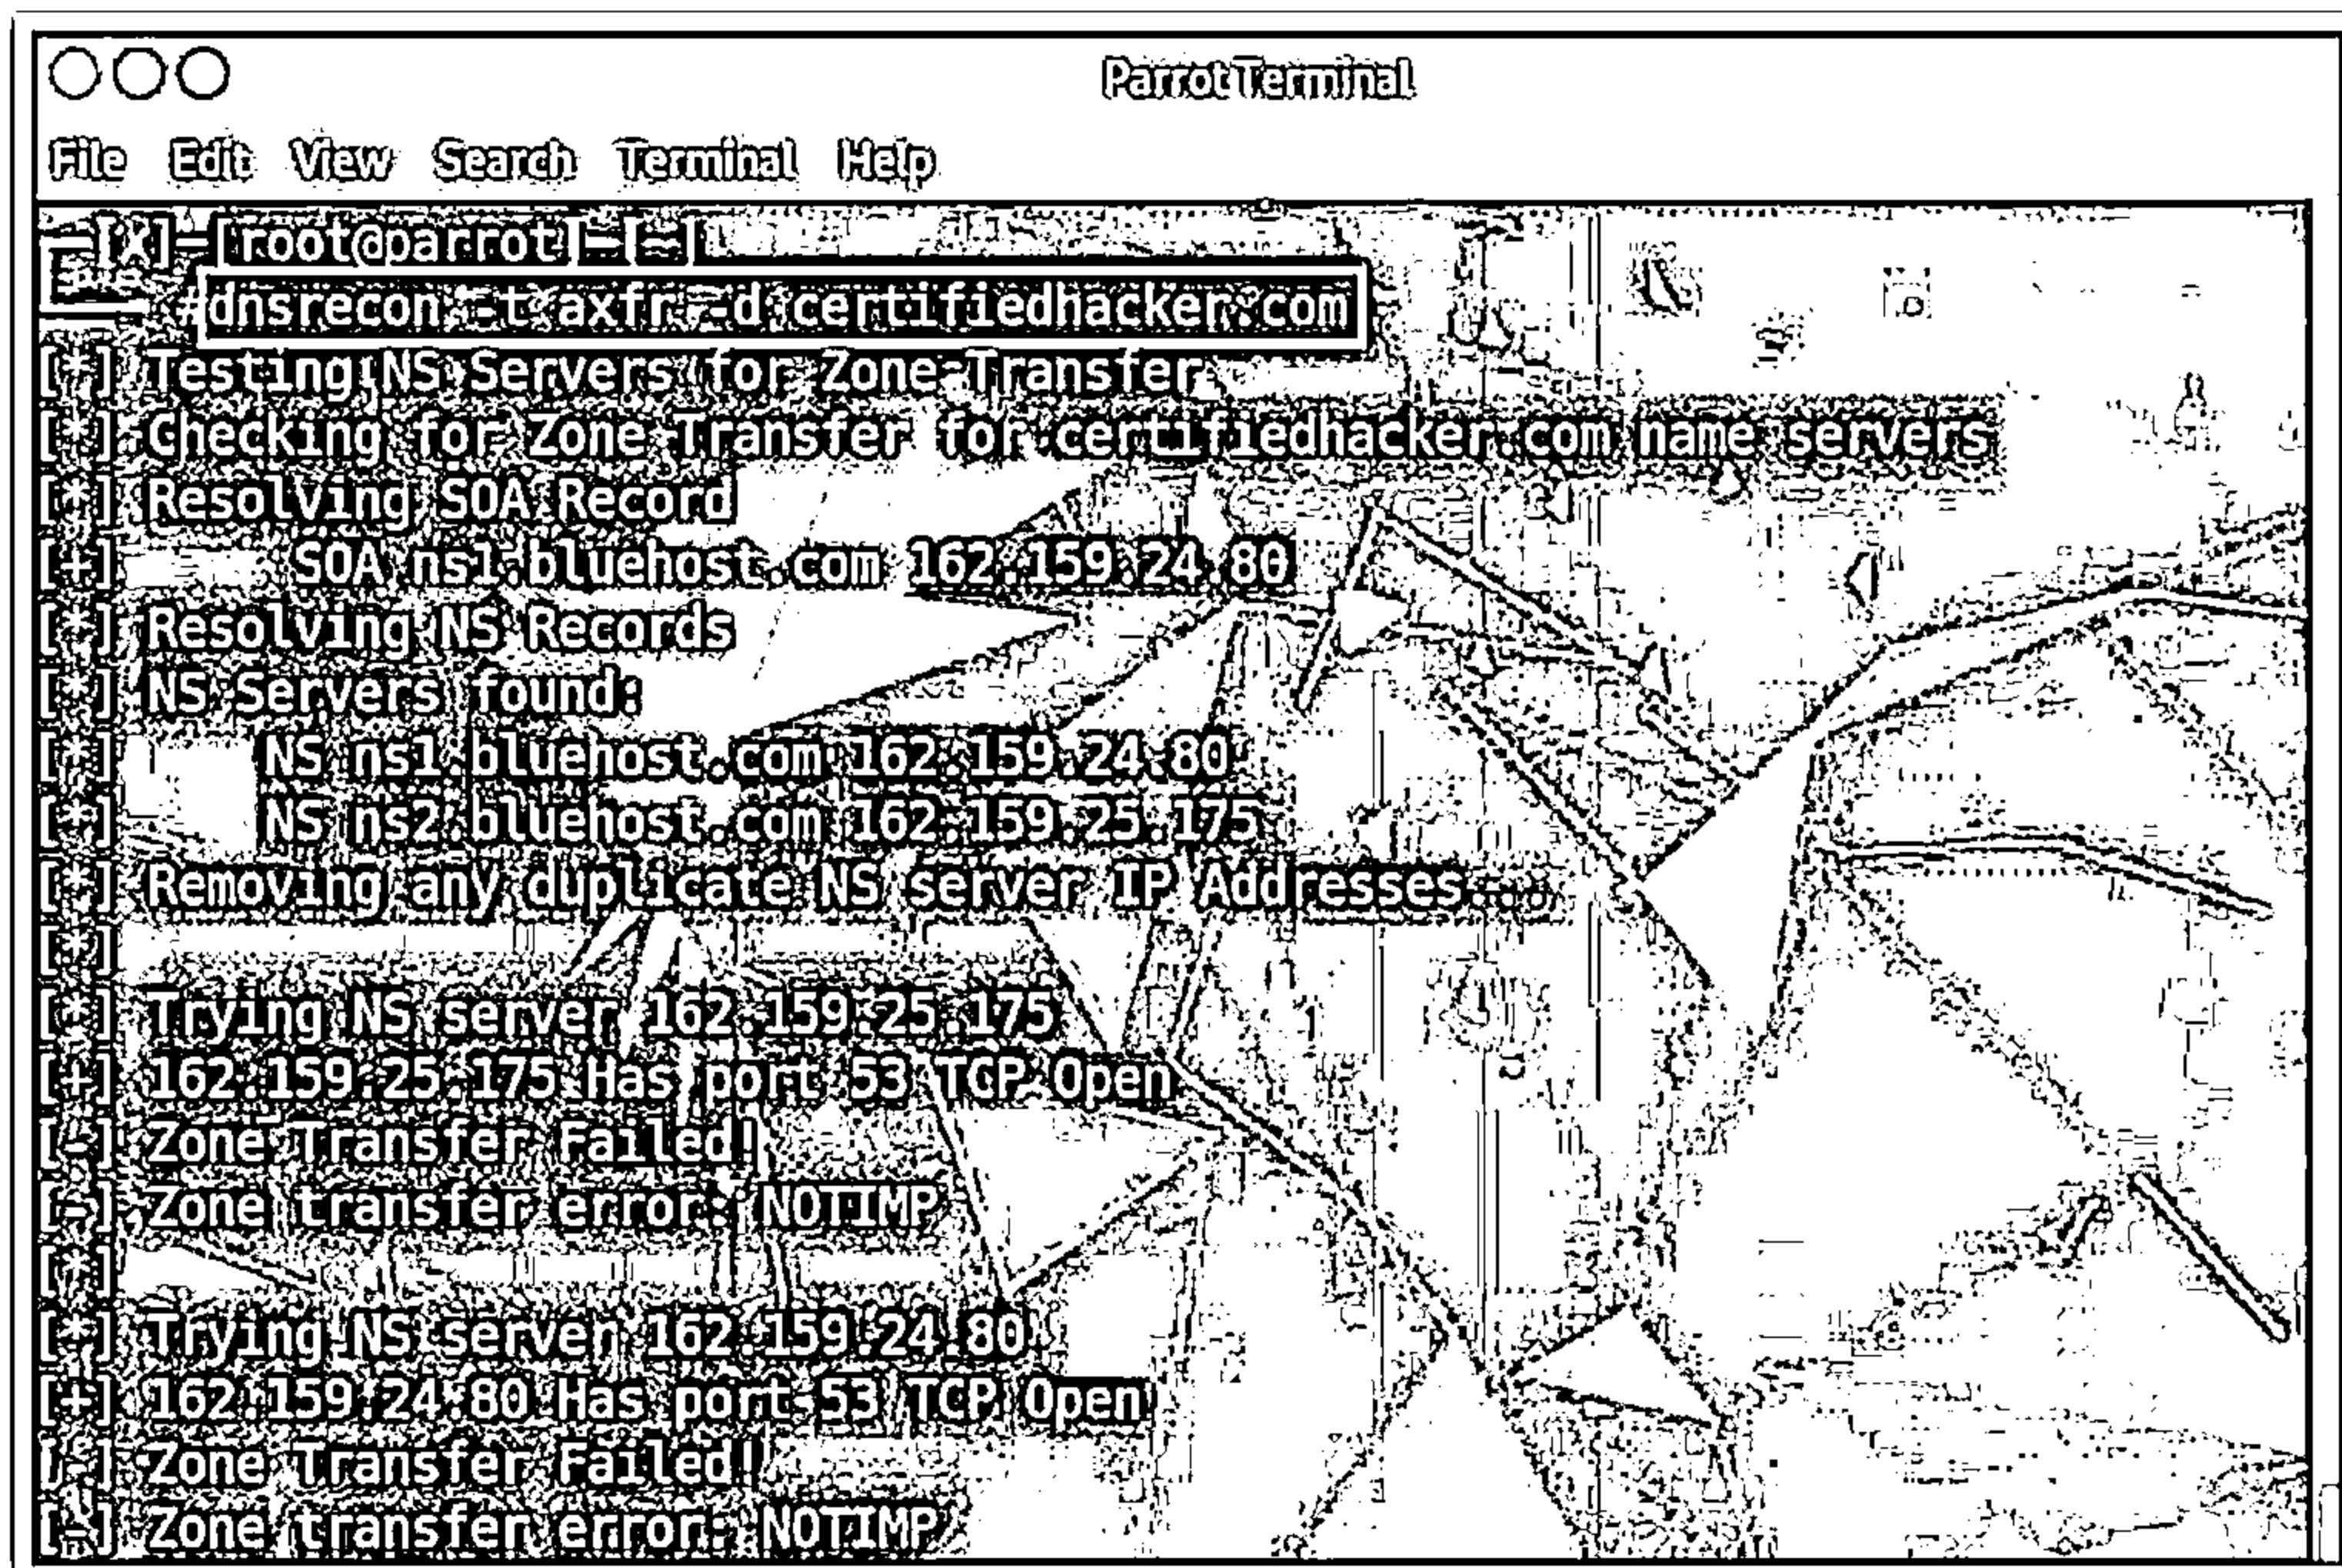 Parrot Terminal
File Edit View Search Terminal Help
[x]-[root@parrot]-[~]
#dnsrecon -t axfr -d certifiedhacker.com
[*] Testing NS Servers for Zone Transfer
[*] Checking for Zone Transfer for certifiedhacker.com name servers
[*] Resolving SOA Record
[+] SOA ns1.bluehost.com 162.159.24.80
[*] Resolving NS Records
[*] NS Servers found:
[*] NS ns1.bluehost.com 162.159.24.80
[*] NS ns2.bluehost.com 162.159.25.175
[*] Removing any duplicate NS server IP Addresses...
[*]
[*] Trying NS server 162.159.25.175
[+] 162.159.25.175 Has port 53 TCP Open
[-] Zone Transfer Failed!
[-] Zone transfer error: NOTIMP
[*]
[*] Trying NS server 162.159.24.80
[+] 162.159.24.80 Has port 53 TCP Open
[-] Zone Transfer Failed!
[-] Zone transfer error: NOTIMP